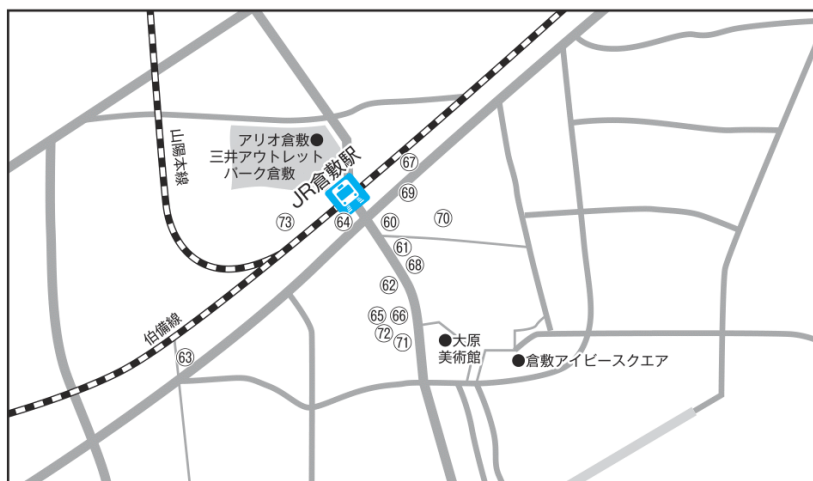 山陽本線
アリオ倉敷●
三井アウトレット
パーク倉敷
JR倉敷駅
67
69
73
64
60
70
61
68
62
65
66
72
71
伯備線
63
●大原
美術館
●倉敷アイビースクエア